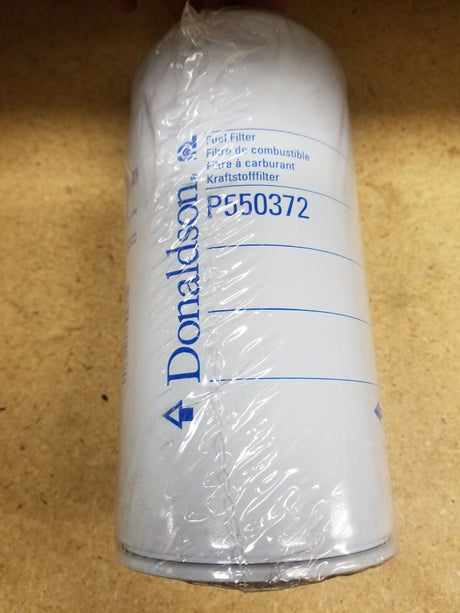 Donaldson®
Fuel Filter
Filtro de combustible
Filtre à carburant
Kraftstofffilter
P550372